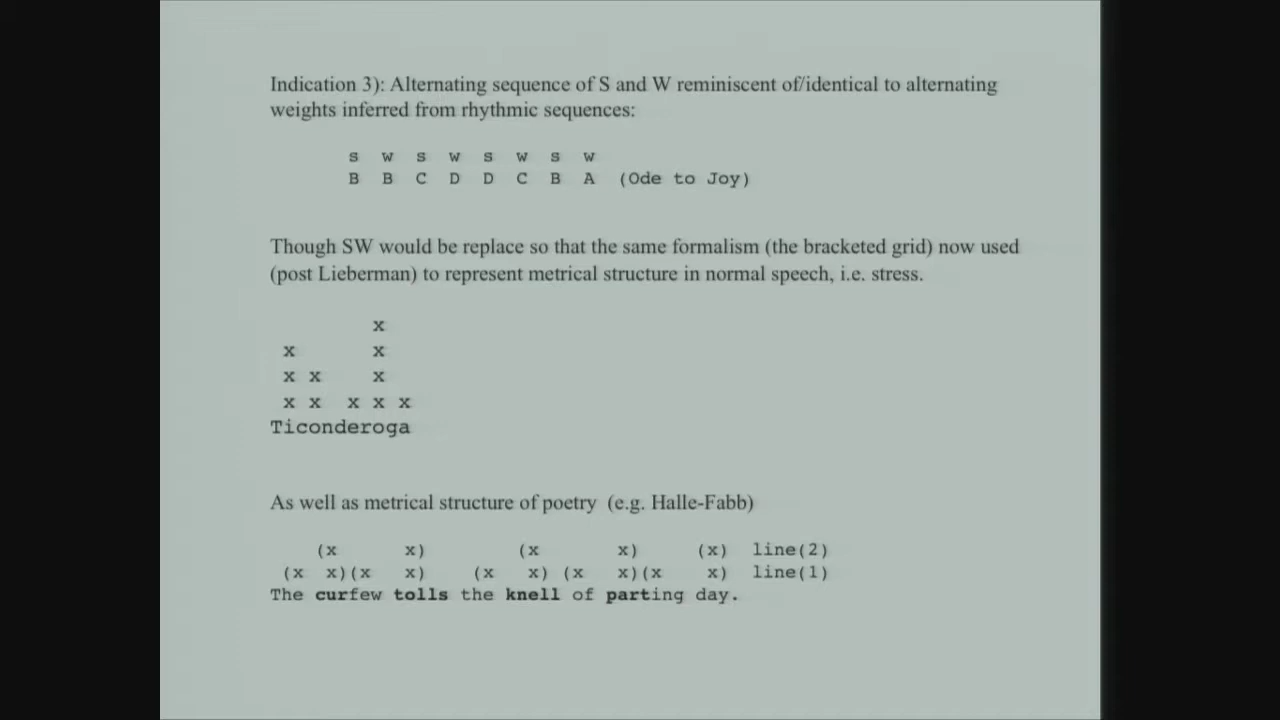 Indication 3): Alternating sequence of S and W reminiscent of/identical to alternating
weights inferred from rhythmic sequences:
S W S W S W S W
B B C D D C B A (Ode to Joy)
Though SW would be replace so that the same formalism (the bracketed grid) now used
(post Lieberman) to represent metrical structure in normal speech, i.e. stress.
x
x x
x x x
x x x x x
Ticonderoga
As well as metrical structure of poetry (e.g. Halle-Fabb)
(x x) (x x) (x) line(2)
(x x)(x x) (x x) (x x)(x x) line(1)
The curfew tolls the knell of parting day.